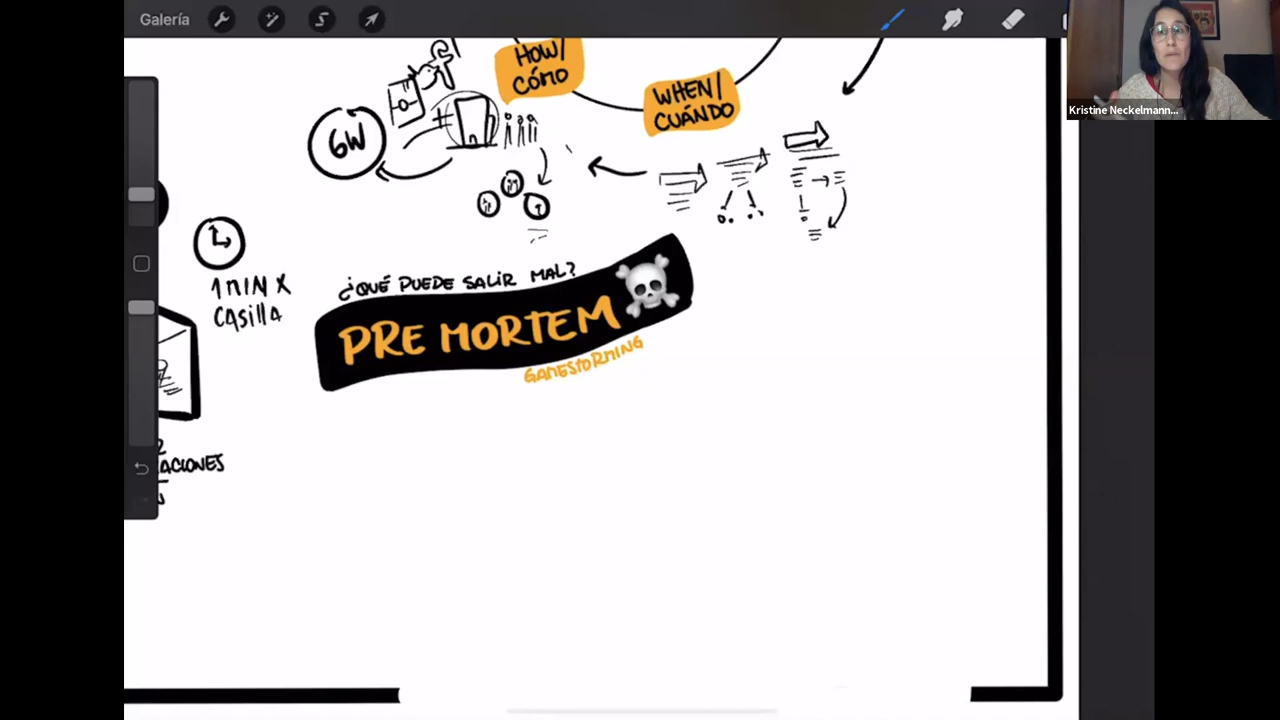 Galería
Kristine Neckelmann...
HOW/
CÓMO
WHEN/
CUÁNDO
6W
1 MIN X
CASILLA
¿QUÉ PUEDE SALIR MAL?
PRE MORTEM
GAMESTORMING
ACIONES